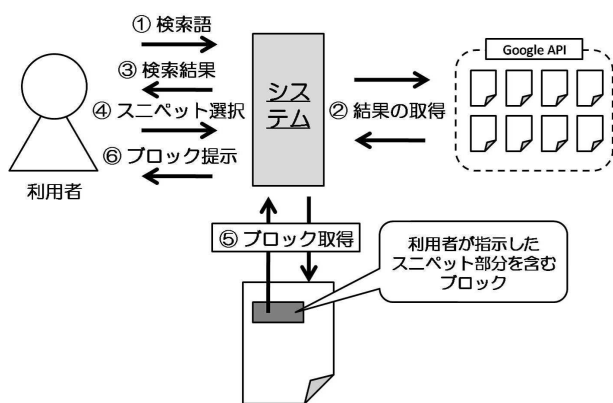 ① 検索語
③ 検索結果
④ スニペット選択
⑥ ブロック提示
利用者
シス
テム
② 結果の取得
Google API
⑤ ブロック取得
利用者が指示した
スニペット部分を含む
ブロック